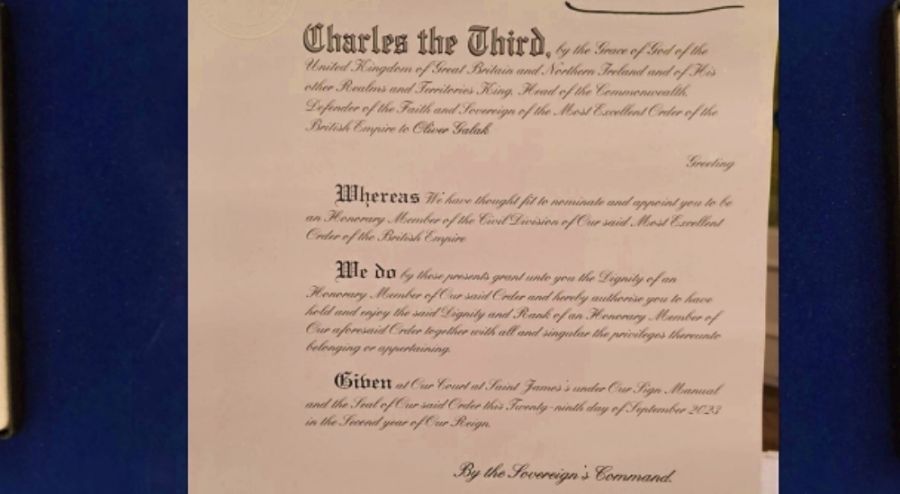 Charles the Third, by the Grace of God of the
United Kingdom of Great Britain and Northern Ireland and of His
other Realms and Territories King, Head of the Commonwealth,
Defender of the Faith and Sovereign of the Most Excellent Order of the
British Empire to Oliver Galak
Greeting
Whereas We have thought fit to nominate and appoint you to be
an Honorary Member of the Civil Division of Our said Most Excellent
Order of the British Empire
We do by these presents grant unto you the Dignity of an
Honorary Member of Our said Order and hereby authorise you to have
hold and enjoy the said Dignity and Rank of an Honorary Member of
Our aforesaid Order together with all and singular the privileges thereunto
belonging or appertaining.
Given at Our Court at Saint James's under Our Sign Manual
and the Seal of Our said Order this Twenty-ninth day of September 2023
in the Second year of Our Reign.
By the Sovereign's Command.